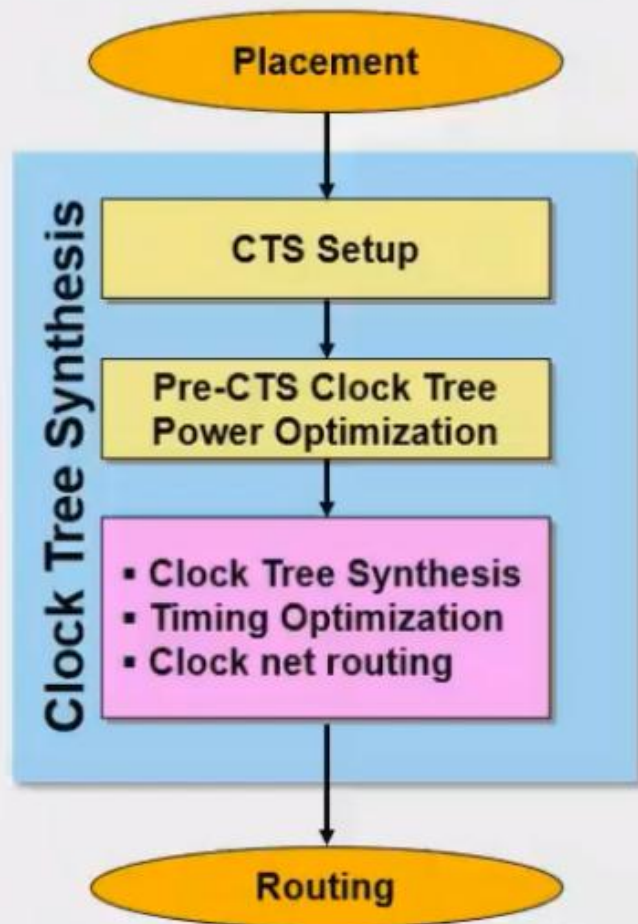 Placement
Clock Tree Synthesis
CTS Setup
Pre-CTS Clock Tree
Power Optimization
▪ Clock Tree Synthesis
▪ Timing Optimization
▪ Clock net routing
Routing